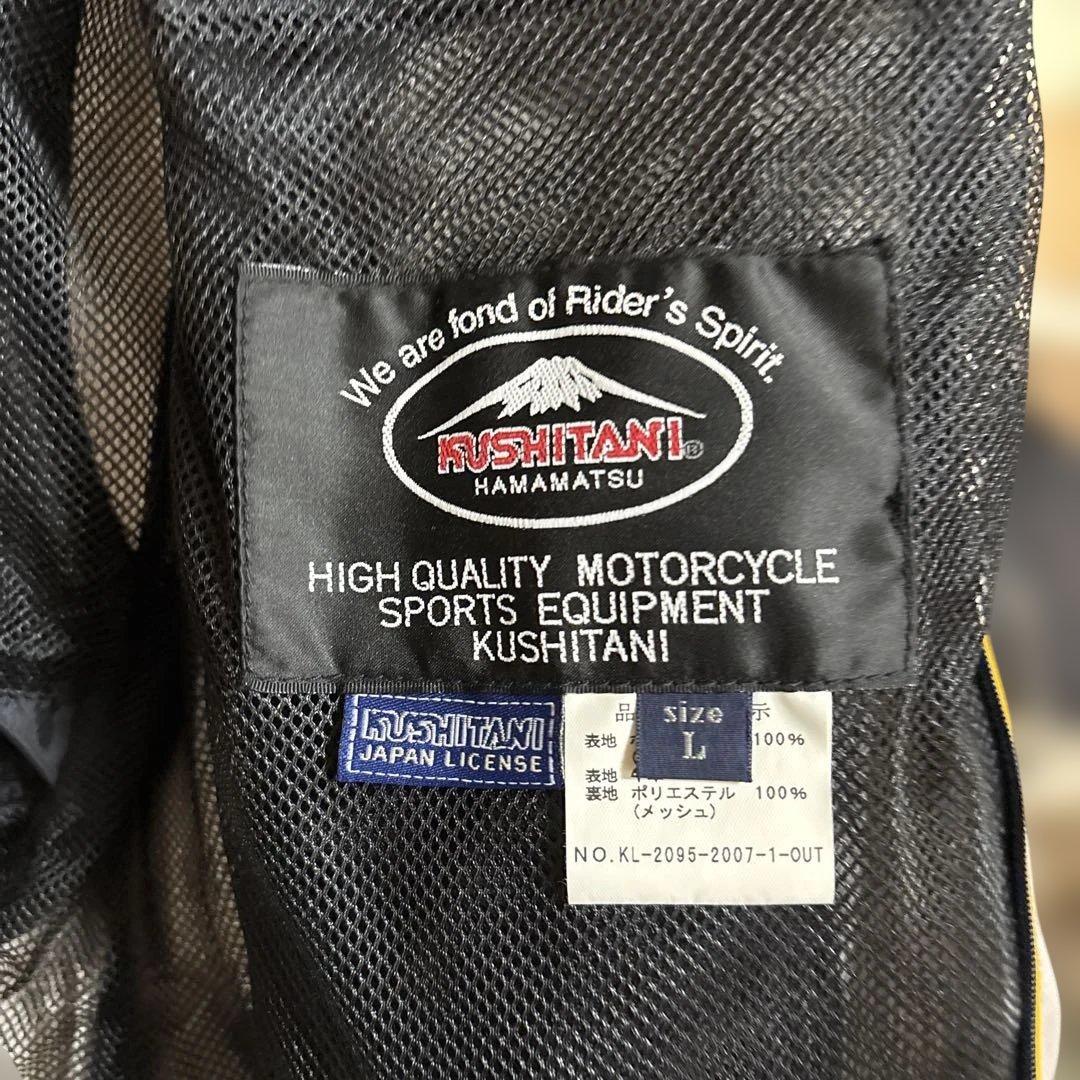 We are fond of Rider's Spirit.
KUSHITANI®
HAMAMATSU
HIGH QUALITY MOTORCYCLE
SPORTS EQUIPMENT
KUSHITANI
KUSHITANI
JAPAN LICENSE
size
L
品 示
表地 100%
表地
裏地 ポリエステル 100%
(メッシュ)
NO.KL-2095-2007-1-OUT